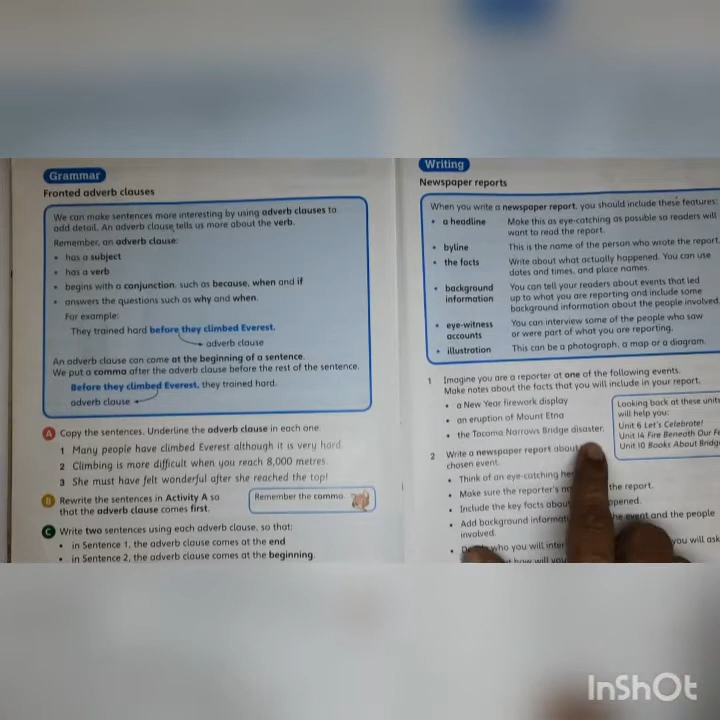 Grammar
Fronted adverb clauses
We can make sentences more interesting by using adverb clauses to
add detail. An adverb clause tells us more about the verb.
Remember, an adverb clause:
• has a subject
• has a verb
• begins with a conjunction, such as because, when and if
• answers the questions such as why and when.
For example:
They trained hard before they climbed Everest.
adverb clause
An adverb clause can come at the beginning of a sentence.
We put a comma after the adverb clause before the rest of the sentence.
Before they climbed Everest, they trained hard.
adverb clause
A Copy the sentences. Underline the adverb clause in each one.
1 Many people have climbed Everest although it is very hard.
2 Climbing is more difficult when you reach 8,000 metres.
3 She must have felt wonderful after she reached the top!
B Rewrite the sentences in Activity A so
that the adverb clause comes first.
Remember the comma.
C Write two sentences using each adverb clause, so that:
• in Sentence 1, the adverb clause comes at the end
• in Sentence 2, the adverb clause comes at the beginning.
Writing
Newspaper reports
When you write a newspaper report, you should include these features:
• a headline Make this as eye-catching as possible so readers will
want to read the report.
• byline This is the name of the person who wrote the report.
• the facts Write about what actually happened. You can use
dates and times, and place names.
• background You can tell your readers about events that led
information up to what you are reporting and include some
background information about the people involved.
• eye-witness You can interview some of the people who saw
accounts or were part of what you are reporting.
• illustration This can be a photograph, a map or a diagram.
1 Imagine you are a reporter at one of the following events.
Make notes about the facts that you will include in your report.
• a New Year firework display
• an eruption of Mount Etna
• the Tacoma Narrows Bridge disaster.
Looking back at these units
will help you:
Unit 6 Let's Celebrate!
Unit 14 Fire Beneath Our
Unit 10 Books About
2 Write a newspaper report about
chosen event.
• Think of an eye-catching
• Make sure the reporter's the report.
• Include the key facts
• Add background the event and the people
involved.
• who you will you will ask
how will you
InShOt